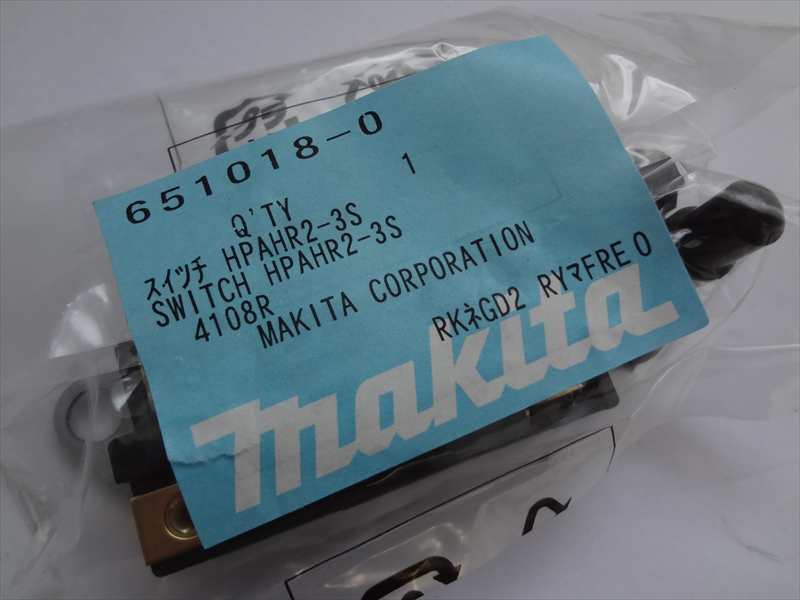 651018-0
Q'TY 1
スイツチ HPAHR2-3S
SWITCH HPAHR2-3S
4108R
MAKITA CORPORATION
RKネGD2 RYマFRE 0
makita